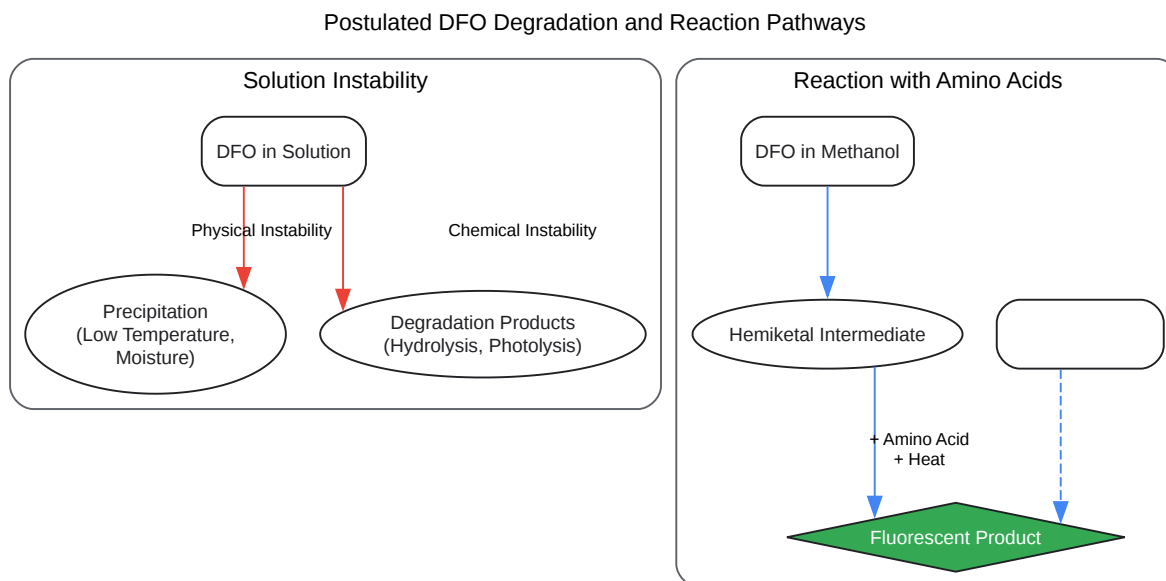 Postulated DFO Degradation and Reaction Pathways
Solution Instability
DFO in Solution
Physical Instability
Chemical Instability
Precipitation
(Low Temperature,
Moisture)
Degradation Products
(Hydrolysis, Photolysis)
Reaction with Amino Acids
DFO in Methanol
Hemiketal Intermediate
+ Amino Acid
+ Heat
Fluorescent Product